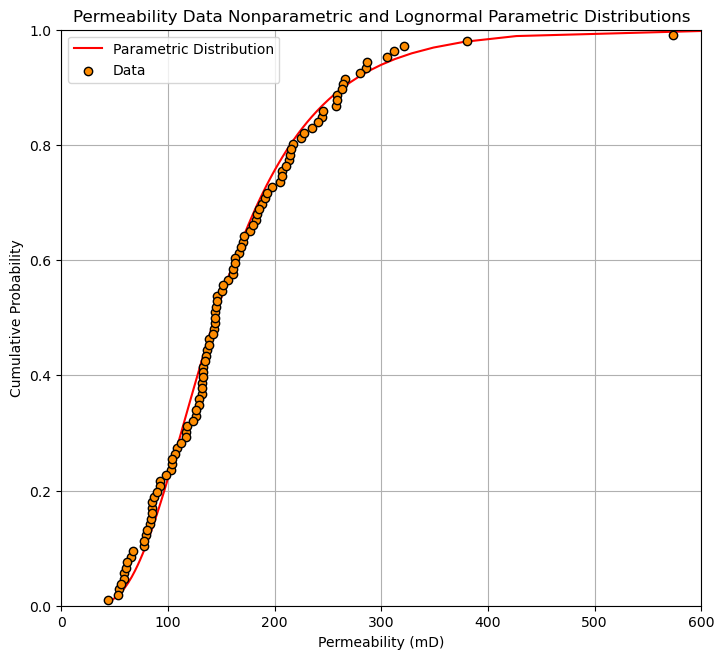 Permeability Data Nonparametric and Lognormal Parametric Distributions
Parametric Distribution
Data
Cumulative Probability
1.0
0.8
0.6
0.4
0.2
0.0
0 100 200 300 400 500 600
Permeability (mD)